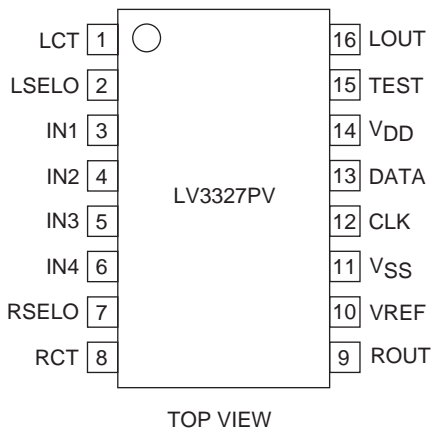 LCT 1 16 LOUT
LSELO 2 15 TEST
IN1 3 14 VDD
IN2 4 13 DATA
LV3327PV
IN3 5 12 CLK
IN4 6 11 VSS
RSELO 7 10 VREF
RCT 8 9 ROUT
TOP VIEW